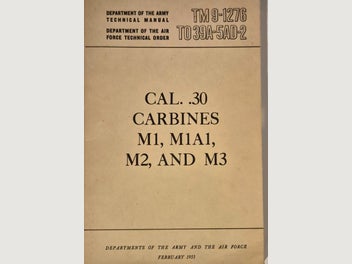 DEPARTMENT OF THE ARMY
TECHNICAL MANUAL
TM 9-1276
DEPARTMENT OF THE AIR
FORCE TECHNICAL ORDER
TO 39A-5AD-2
CAL. .30
CARBINES
M1, M1A1,
M2, AND M3
DEPARTMENTS OF THE ARMY AND THE AIR FORCE
FEBRUARY 1953